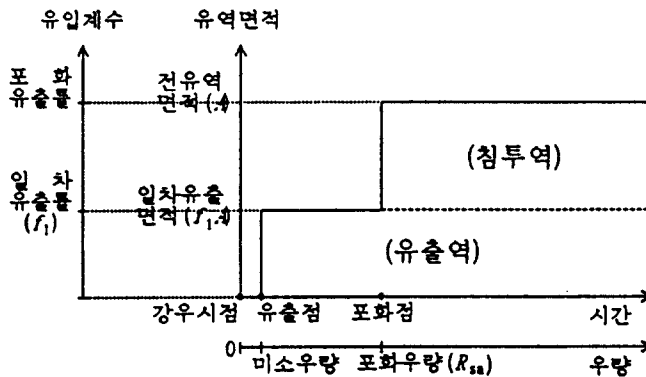 유입계수
유역면적
포 화
유출률
전유역
면적(A)
(침투역)
일 차
유출률
(f₁)
일차유출
면적(f₁A)
(유출역)
강우시점
유출점
포화점
시간
0
미소우량
포화우량(Rsa)
우량